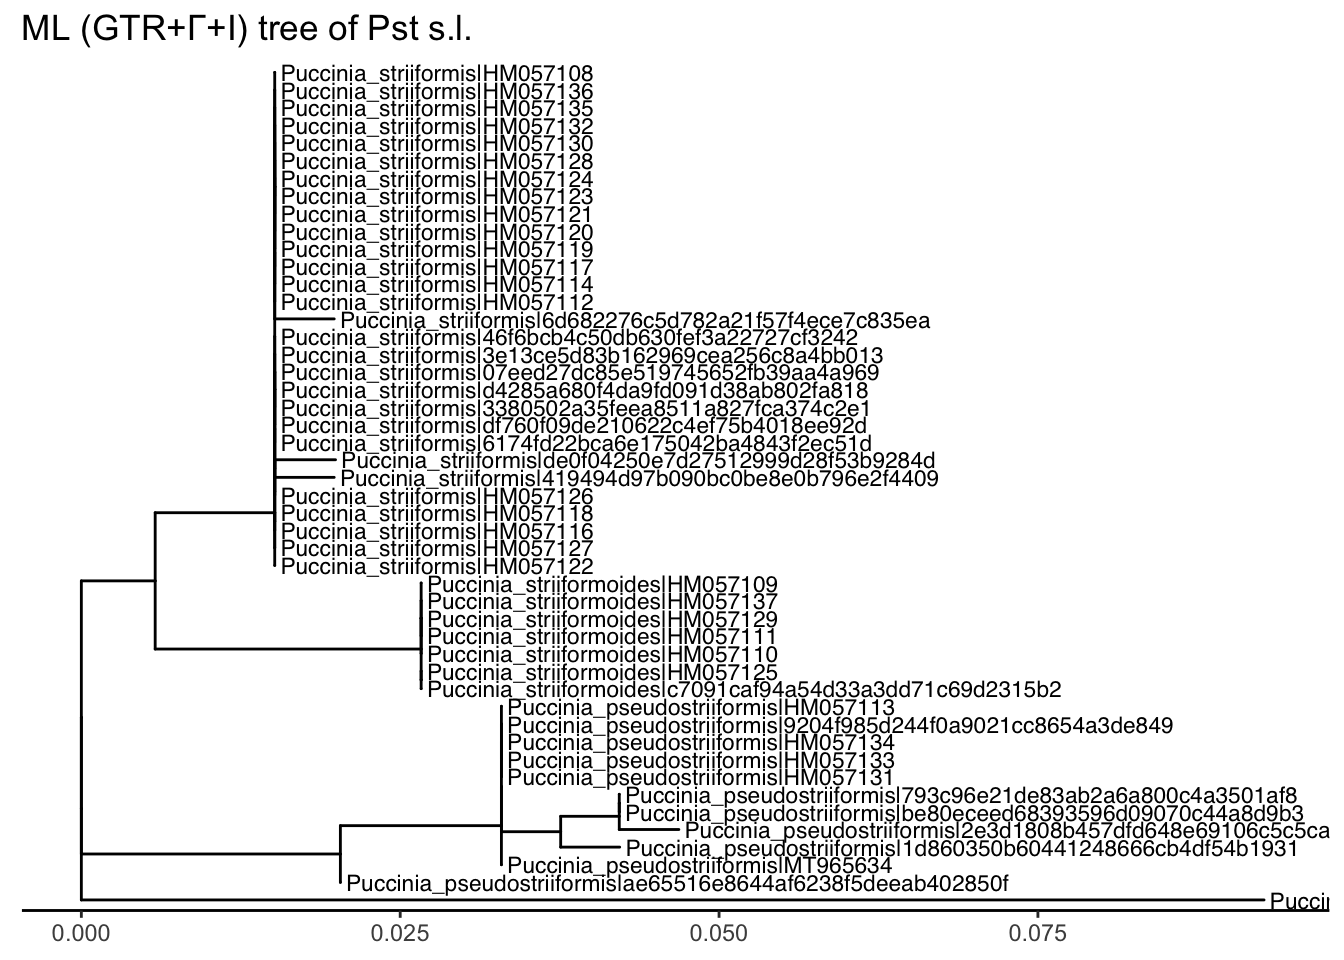 ML (GTR+Γ+I) tree of Pst s.l.
Puccinia_striiformis|HM057108
Puccinia_striiformis|HM057136
Puccinia_striiformis|HM057135
Puccinia_striiformis|HM057132
Puccinia_striiformis|HM057130
Puccinia_striiformis|HM057128
Puccinia_striiformis|HM057124
Puccinia_striiformis|HM057123
Puccinia_striiformis|HM057121
Puccinia_striiformis|HM057120
Puccinia_striiformis|HM057119
Puccinia_striiformis|HM057117
Puccinia_striiformis|HM057114
Puccinia_striiformis|HM057112
Puccinia_striiformis|6d682276c5d782a21f57f4ece7c835ea
Puccinia_striiformis|46f6bcb4c50db630fef3a22727cf3242
Puccinia_striiformis|3e13ce5d83b162969cea256c8a4bb013
Puccinia_striiformis|07eed27dc85e519745652fb39aa4a969
Puccinia_striiformis|d4285a680f4da9fd091d38ab802fa818
Puccinia_striiformis|3380502a35feea8511a827fca374c2e1
Puccinia_striiformis|df760f09de210622c4ef75b4018ee92d
Puccinia_striiformis|6174fd22bca6e175042ba4843f2ec51d
Puccinia_striiformis|de0f04250e7d27512999d28f53b9284d
Puccinia_striiformis|419494d97b090bc0be8e0b796e2f4409
Puccinia_striiformis|HM057126
Puccinia_striiformis|HM057118
Puccinia_striiformis|HM057116
Puccinia_striiformis|HM057127
Puccinia_striiformis|HM057122
Puccinia_striiformoides|HM057109
Puccinia_striiformoides|HM057137
Puccinia_striiformoides|HM057129
Puccinia_striiformoides|HM057111
Puccinia_striiformoides|HM057110
Puccinia_striiformoides|HM057125
Puccinia_striiformoides|c7091caf94a54d33a3dd71c69d2315b2
Puccinia_pseudostriiformis|HM057113
Puccinia_pseudostriiformis|9204f985d244f0a9021cc8654a3de849
Puccinia_pseudostriiformis|HM057134
Puccinia_pseudostriiformis|HM057133
Puccinia_pseudostriiformis|HM057131
Puccinia_pseudostriiformis|793c96e21de83ab2a6a800c4a3501af8
Puccinia_pseudostriiformis|be80eceed68393596d09070c44a8d9b3
Puccinia_pseudostriiformis|2e3d1808b457dfd648e69106c5c5ca
Puccinia_pseudostriiformis|1d860350b60441248666cb4df54b1931
Puccinia_pseudostriiformis|MT965634
Puccinia_pseudostriiformis|ae65516e8644af6238f5deeab402850f
Pucci
0.000 0.025 0.050 0.075